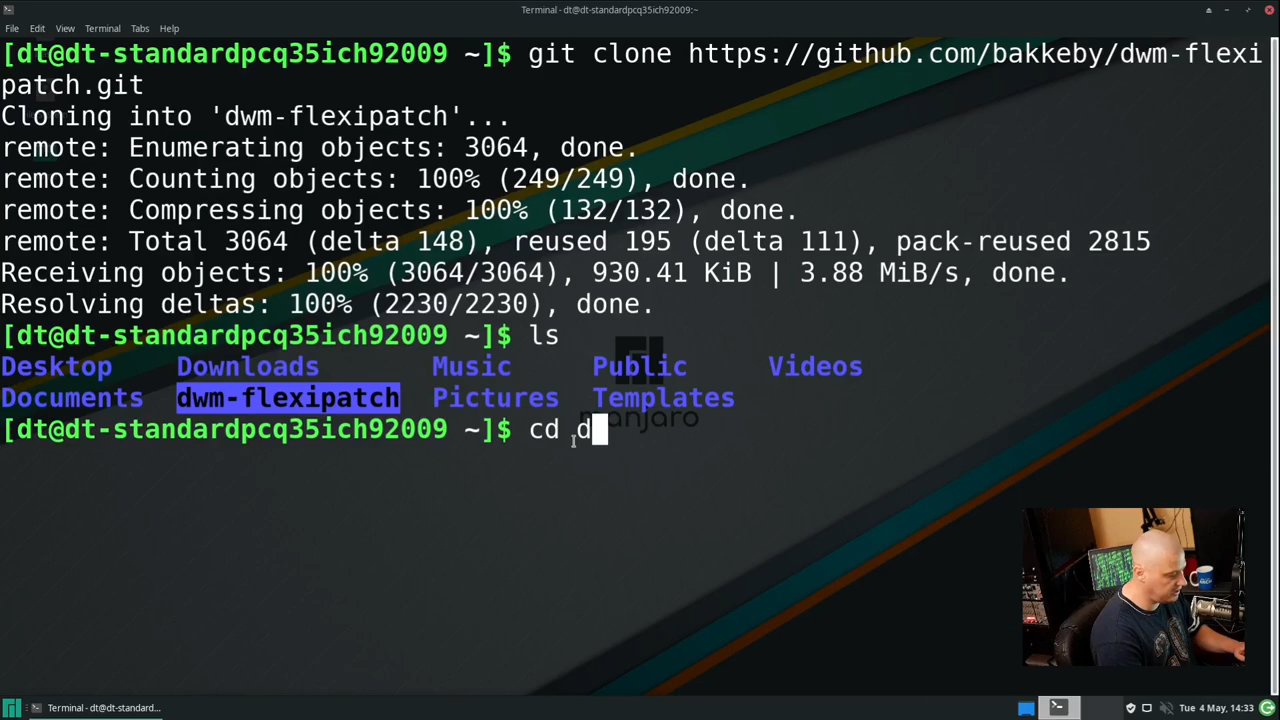 Terminal - dt@dt-standardpcq35ich92009:~
File Edit View Terminal Tabs Help
[dt@dt-standardpcq35ich92009 ~]$ git clone https://github.com/bakkeby/dwm-flexi
patch.git
Cloning into 'dwm-flexipatch'...
remote: Enumerating objects: 3064, done.
remote: Counting objects: 100% (249/249), done.
remote: Compressing objects: 100% (132/132), done.
remote: Total 3064 (delta 148), reused 195 (delta 111), pack-reused 2815
Receiving objects: 100% (3064/3064), 930.41 KiB | 3.88 MiB/s, done.
Resolving deltas: 100% (2230/2230), done.
[dt@dt-standardpcq35ich92009 ~]$ ls
Desktop Downloads Music Public Videos
Documents dwm-flexipatch Pictures Templates
manjaro
[dt@dt-standardpcq35ich92009 ~]$ cd d
Terminal - dt@dt-standard...
Tue 4 May, 14:33